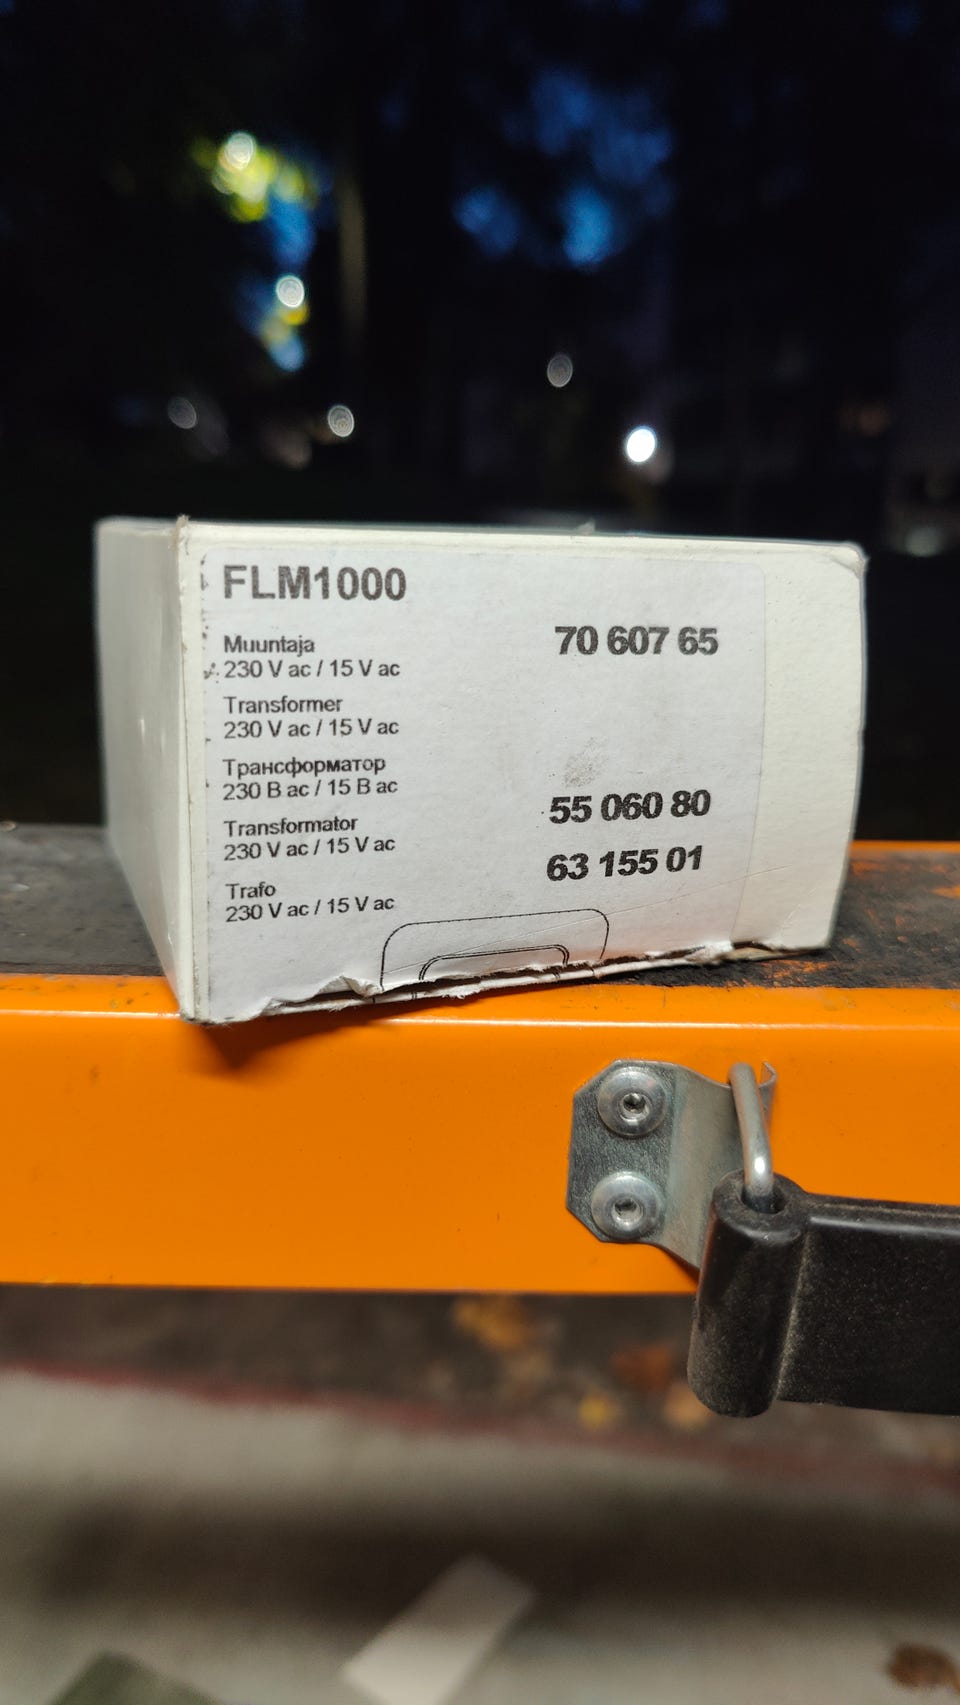 FLM1000
Muuntaja
230 V ac / 15 V ac
70 607 65
Transformer
230 V ac / 15 V ac
Трансформатор
230 В ac / 15 В ac
55 060 80
Transformator
230 V ac / 15 V ac
63 155 01
Trafo
230 V ac / 15 V ac